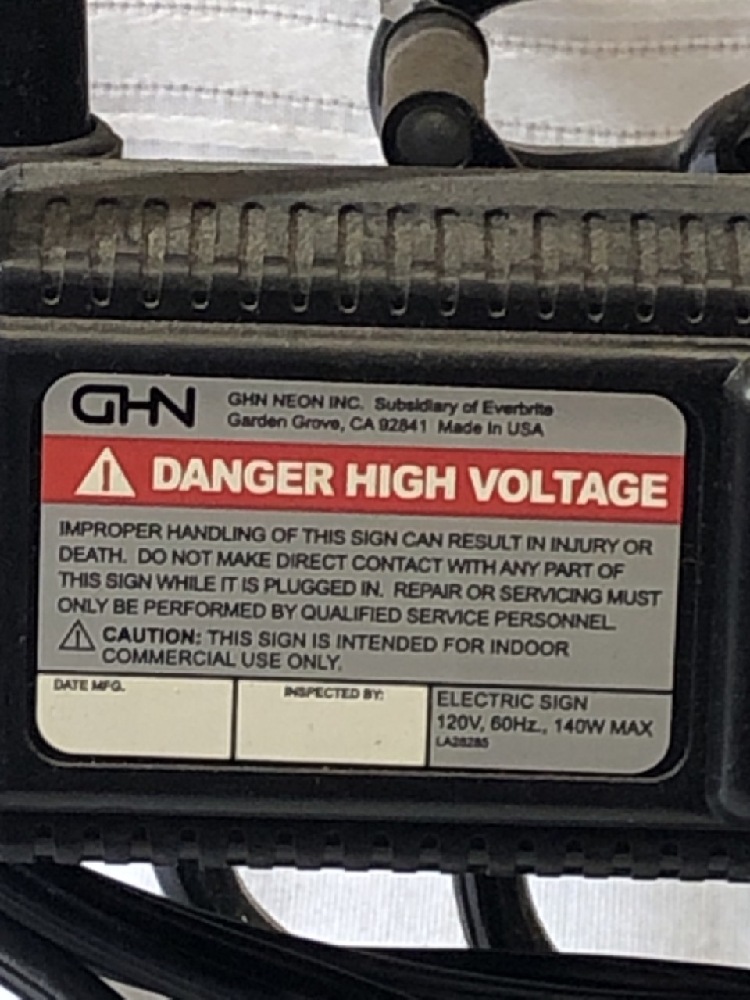 GHN
GHN NEON INC. Subsidiary of Everbrite
Garden Grove, CA 92841 Made in USA
DANGER HIGH VOLTAGE
IMPROPER HANDLING OF THIS SIGN CAN RESULT IN INJURY OR
DEATH. DO NOT MAKE DIRECT CONTACT WITH ANY PART OF
THIS SIGN WHILE IT IS PLUGGED IN. REPAIR OR SERVICING MUST
ONLY BE PERFORMED BY QUALIFIED SERVICE PERSONNEL.
CAUTION: THIS SIGN IS INTENDED FOR INDOOR
COMMERCIAL USE ONLY.
DATE MFG.
INSPECTED BY:
ELECTRIC SIGN
120V, 60Hz., 140W MAX
LA28285